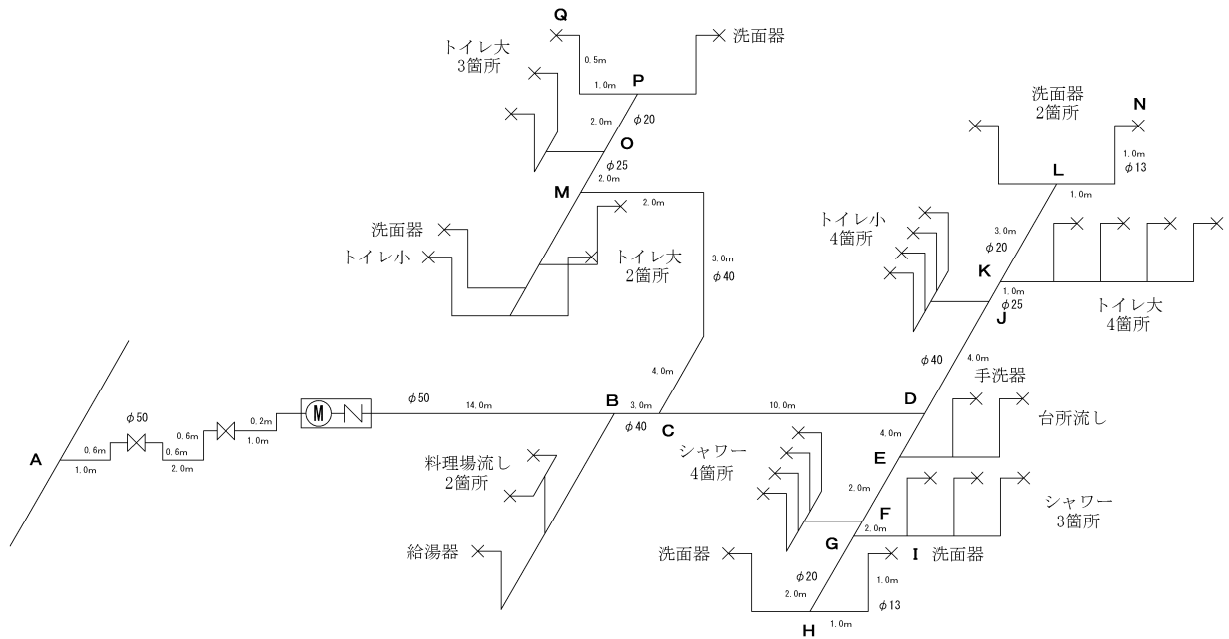 Q
トイレ大
3箇所
0.5m
1.0m
P
洗面器
2.0m
φ20
O
φ25
2.0m
M
2.0m
洗面器
トイレ小
トイレ大
2箇所
3.0m
φ40
4.0m
洗面器
2箇所
N
1.0m
φ13
L
1.0m
トイレ小
4箇所
3.0m
φ20
K
1.0m
φ25
J
トイレ大
4箇所
φ40
4.0m
手洗器
台所流し
D
4.0m
E
A
1.0m
0.6m
φ50
0.6m
2.0m
0.6m
0.2m
1.0m
M
φ50
14.0m
B
3.0m
φ40
C
10.0m
料理場流し
2箇所
給湯器
シャワー
4箇所
2.0m
F
2.0m
シャワー
3箇所
G
I
洗面器
洗面器
φ20
2.0m
1.0m
φ13
H
1.0m